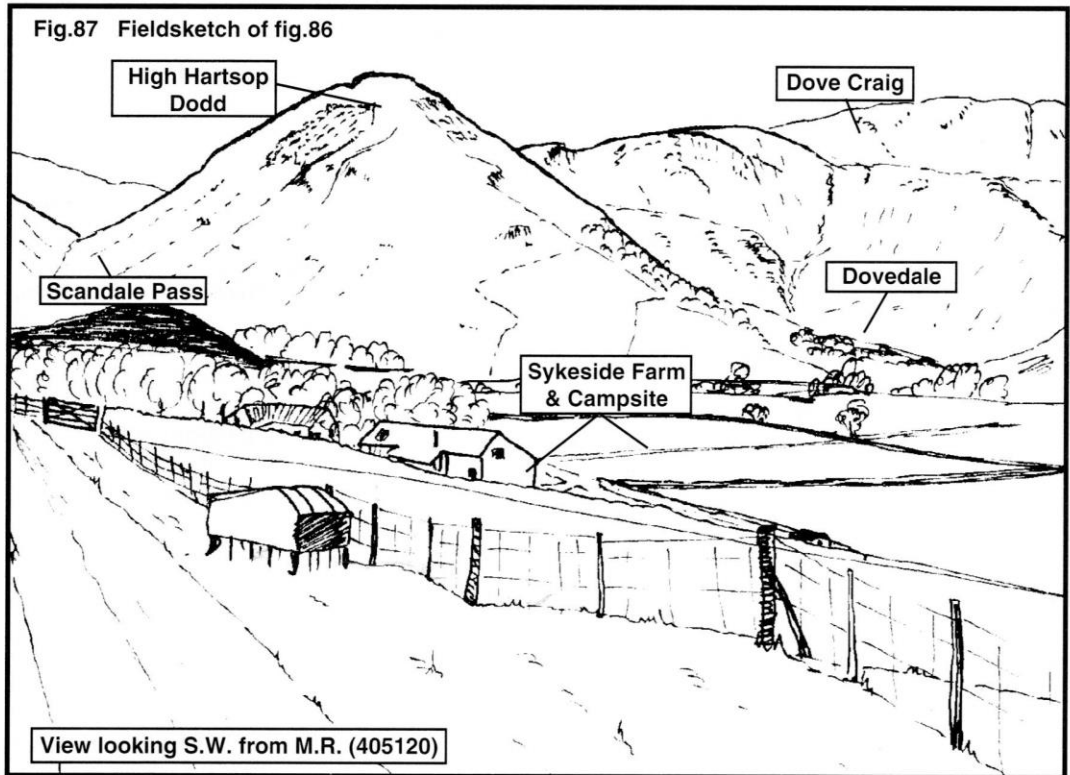 Fig.87 Fieldsketch of fig.86
High Hartsop
Dodd
Dove Craig
Scandale Pass
Dovedale
Sykeside Farm
& Campsite
View looking S.W. from M.R. (405120)